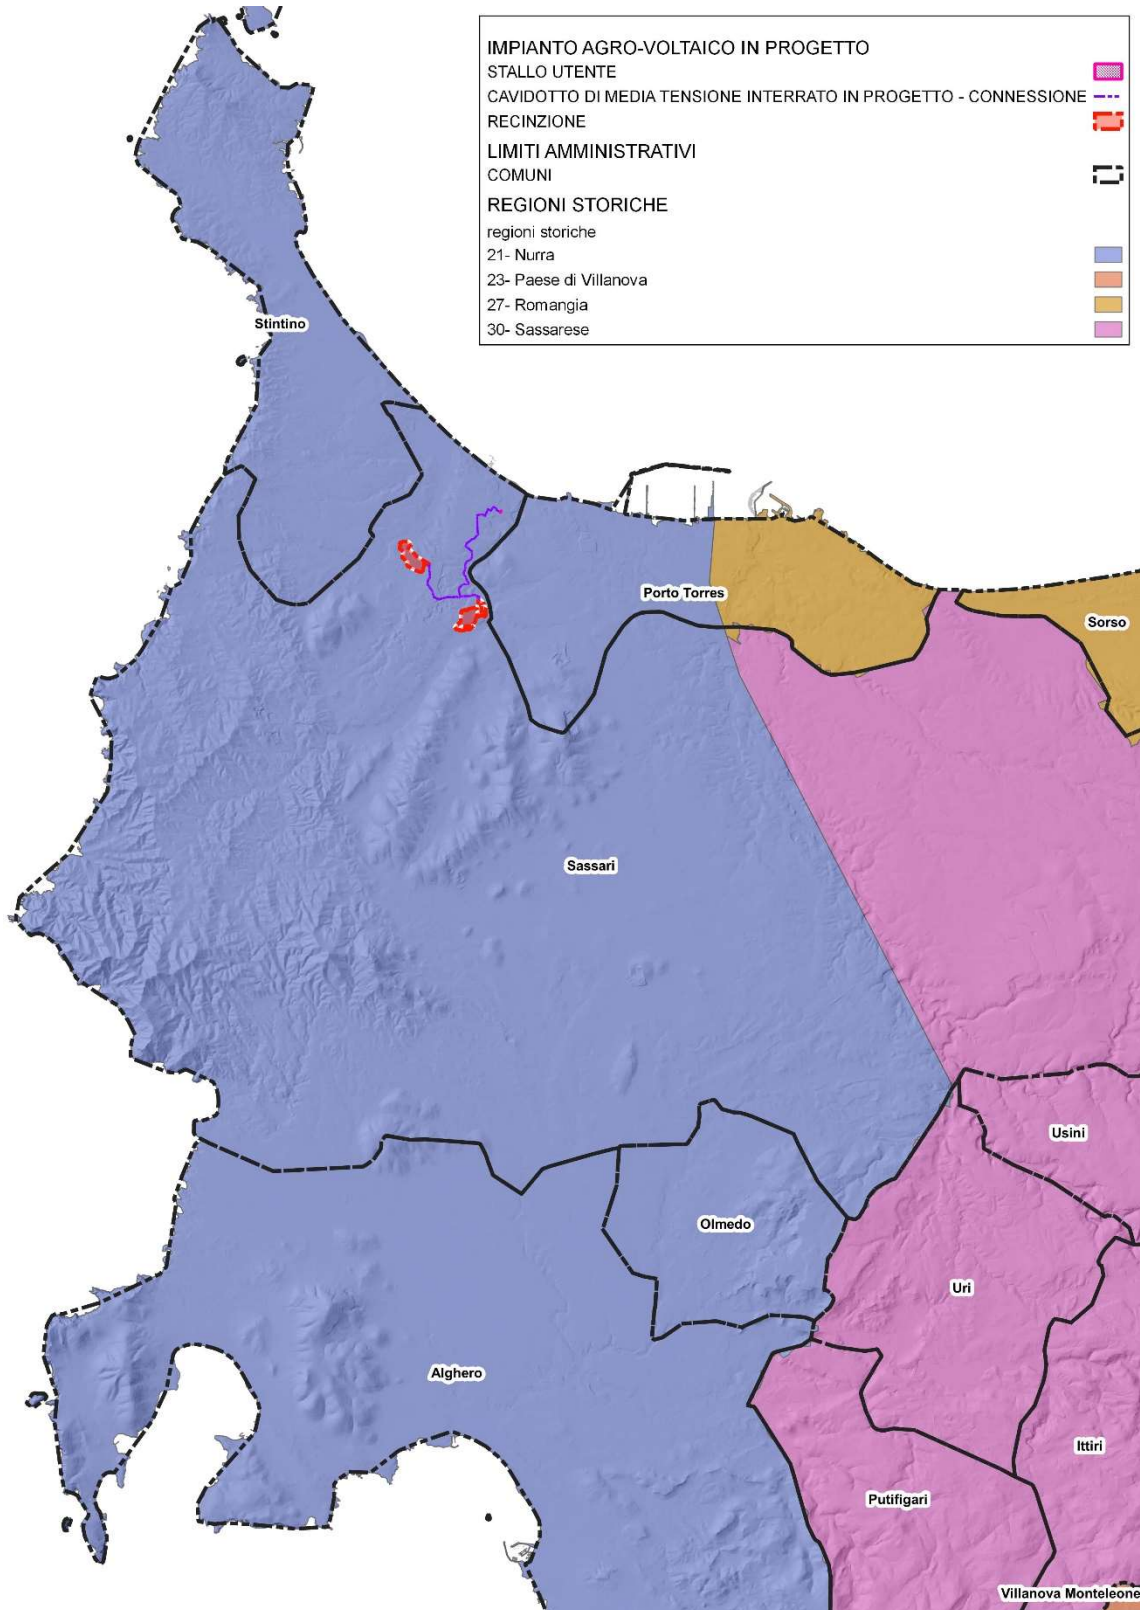 IMPIANTO AGRO-VOLTAICO IN PROGETTO
STALLO UTENTE
CAVIDOTTO DI MEDIA TENSIONE INTERRATO IN PROGETTO - CONNESSIONE
RECINZIONE
LIMITI AMMINISTRATIVI
COMUNI
REGIONI STORICHE
regioni storiche
21- Nurra
23- Paese di Villanova
27- Romangia
30- Sassarese
Stintino
Porto Torres
Sorso
Sassari
Usini
Olmedo
Uri
Alghero
Ittiri
Putifigari
Villanova Monteleone